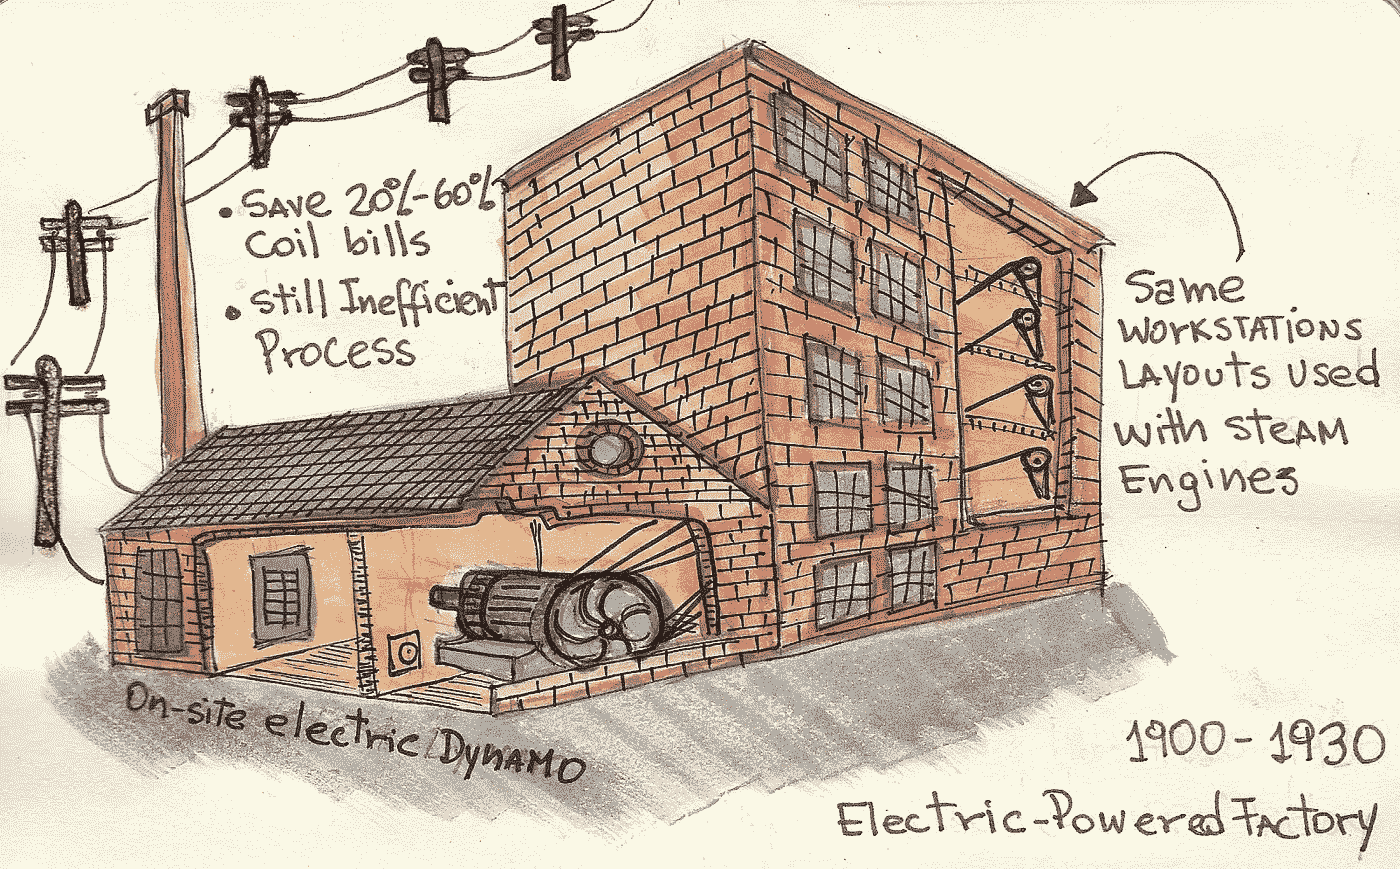 • Save 20%-60%
Coil bills
• Still Inefficient
Process
Same
Workstations
Layouts used
with steam
Engines
On-site electric Dynamo
1900-1930
Electric-Powered Factory